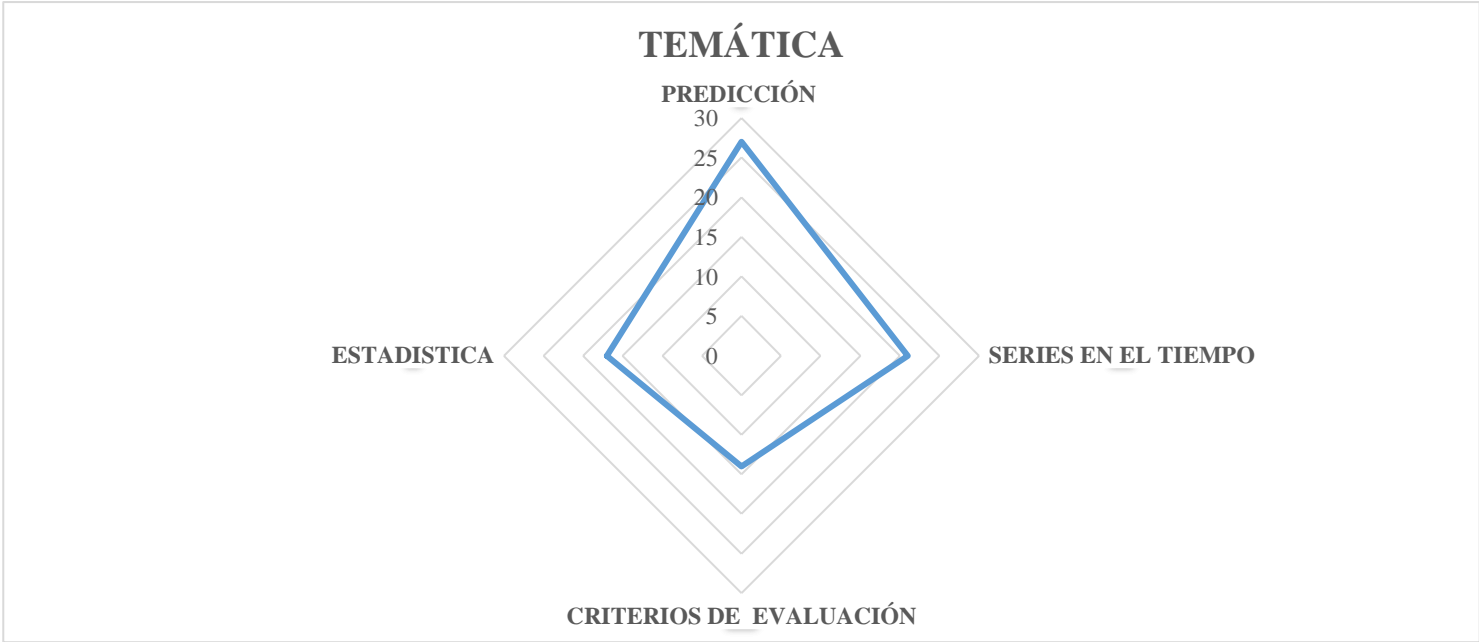 TEMÁTICA
PREDICCIÓN
30
25
20
15
10
5
0
ESTADISTICA
SERIES EN EL TIEMPO
CRITERIOS DE  EVALUACIÓN